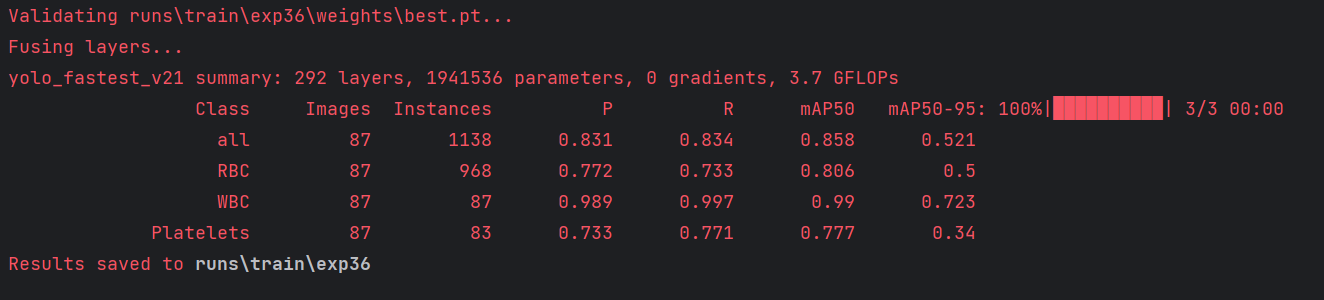 Validating runs\train\exp36\weights\best.pt...
Fusing layers...
yolo_fastest_v21 summary: 292 layers, 1941536 parameters, 0 gradients, 3.7 GFLOPs
Class Images Instances P R mAP50 mAP50-95: 100%|██████████| 3/3 00:00
all 87 1138 0.831 0.834 0.858 0.521
RBC 87 968 0.772 0.733 0.806 0.5
WBC 87 87 0.989 0.997 0.99 0.723
Platelets 87 83 0.733 0.771 0.777 0.34
Results saved to runs\train\exp36